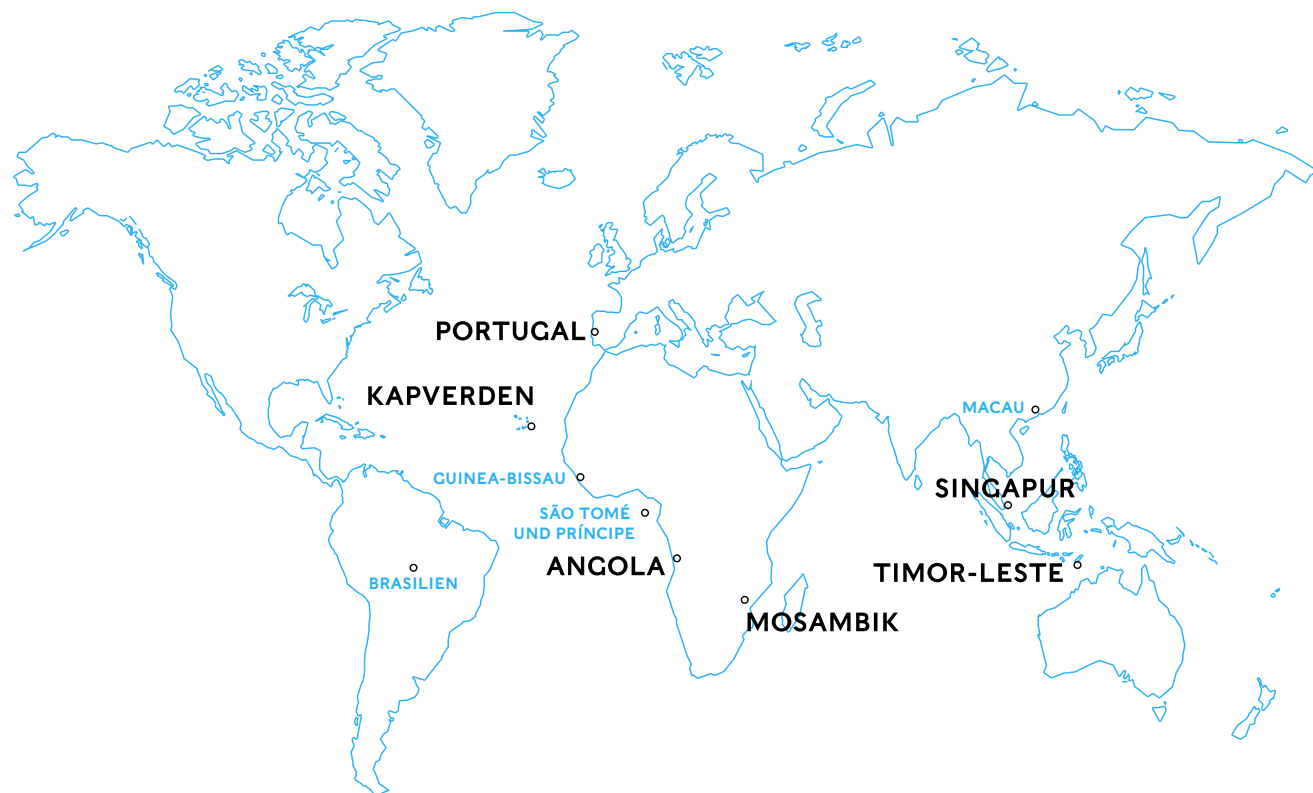 PORTUGAL
KAPVERDEN
MACAU
GUINEA-BISSAU
SINGAPUR
SÃO TOMÉ
UND PRÍNCIPE
ANGOLA
TIMOR-LESTE
BRASILIEN
MOSAMBIK